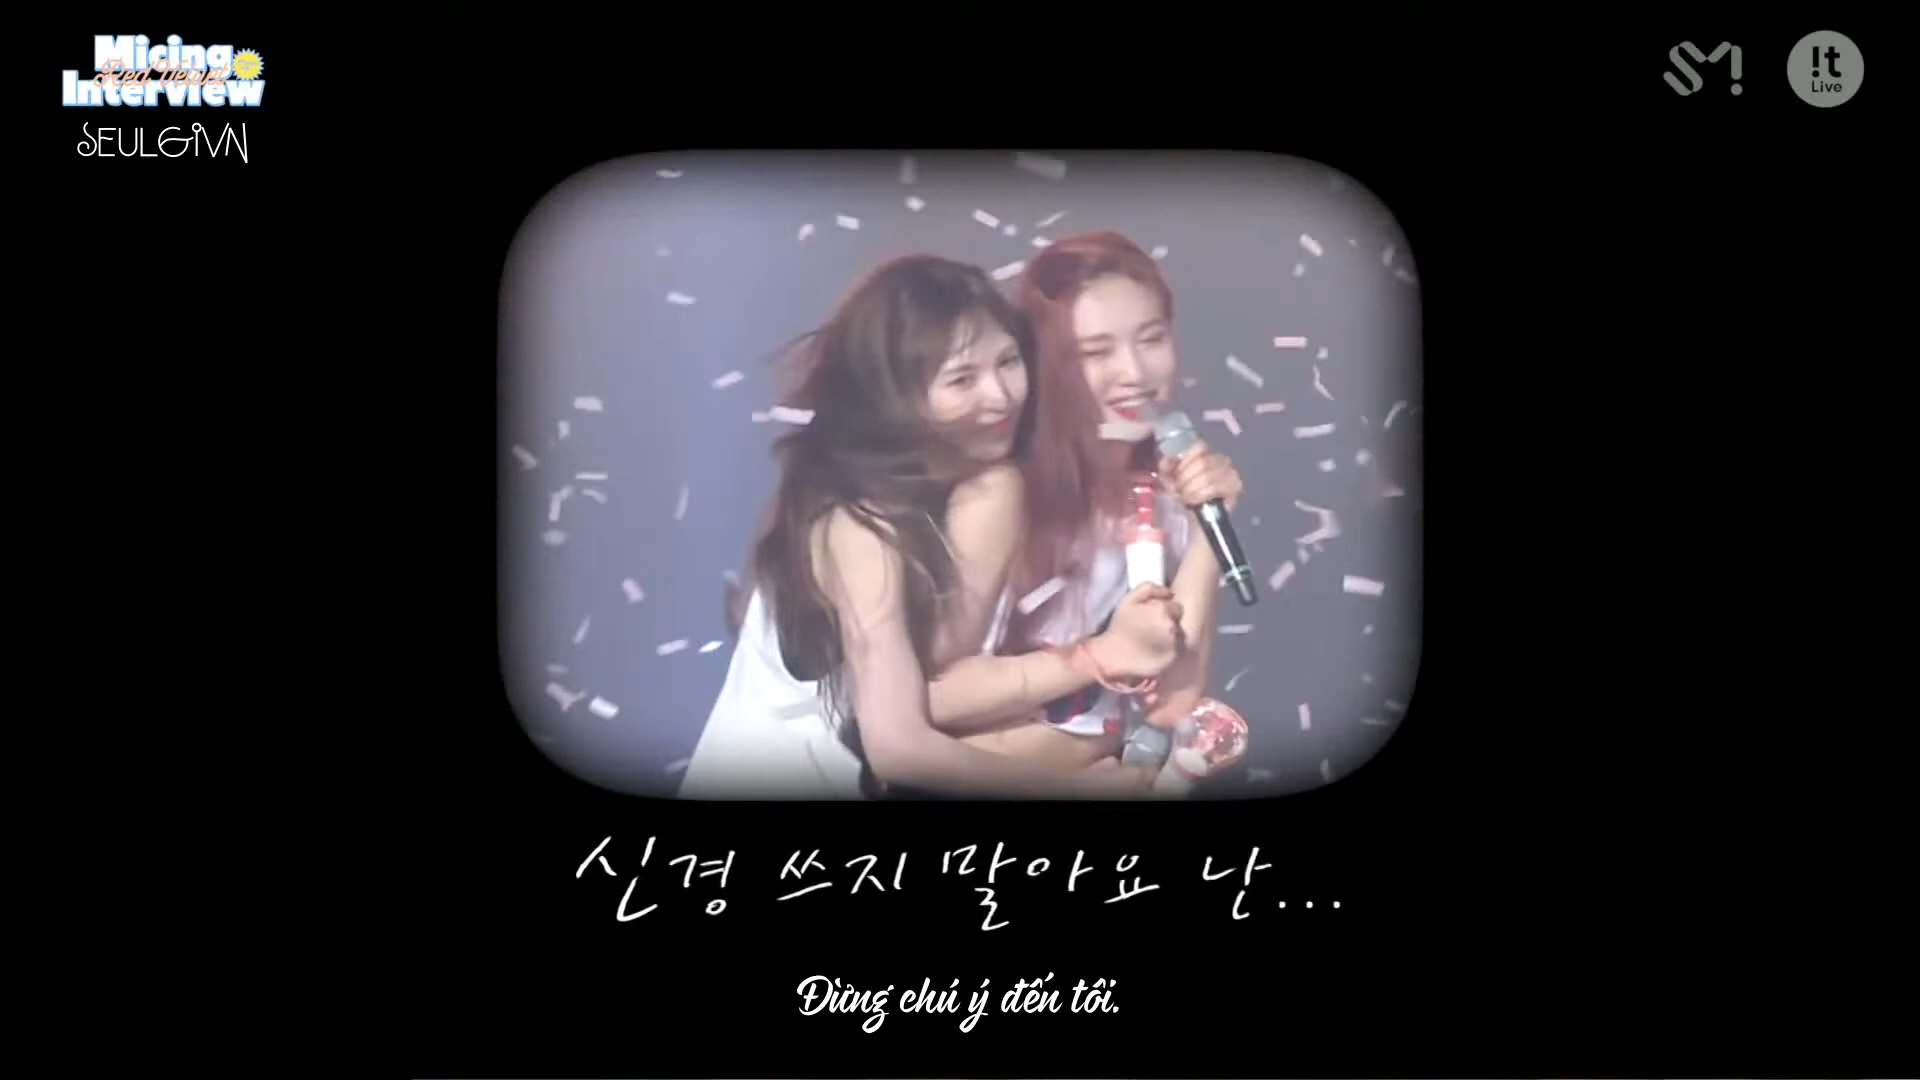 Micing
Red Velvet
Interview
SEULGIVN
SM!
!t
Live
신경 쓰지 말아요 난...
Đừng chú ý đến tôi.